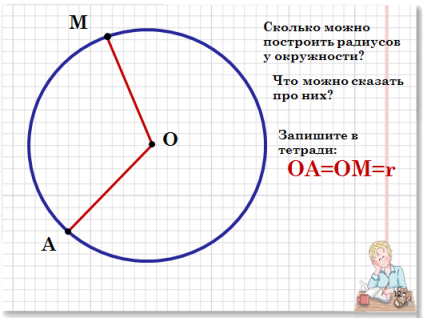 M
O
A
Сколько можно
построить радиусов
у окружности?
Что можно сказать
про них?
Запишите в
тетради:
OA=OM=r